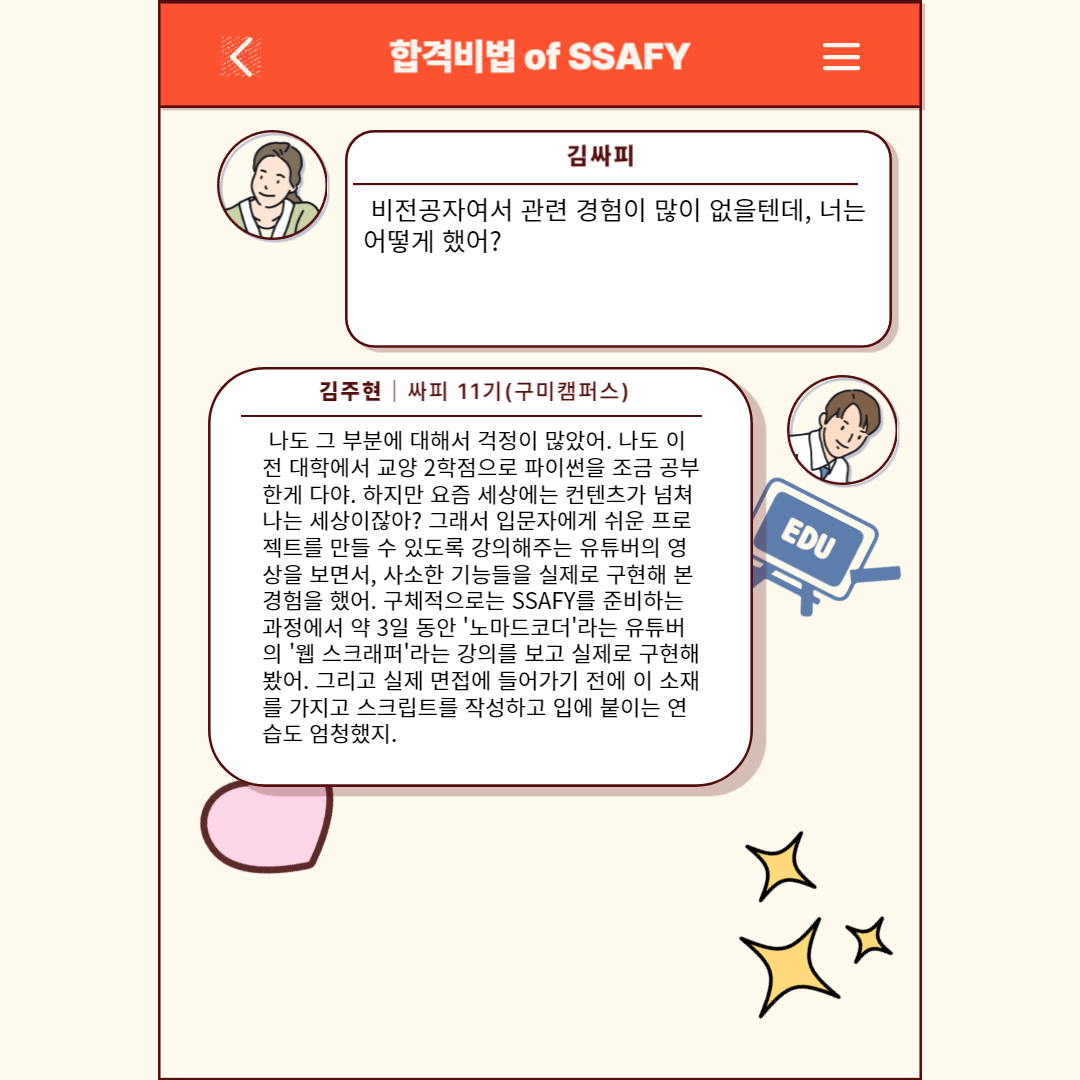 합격비법 of SSAFY
김싸피
비전공자여서 관련 경험이 많이 없을텐데, 너는
어떻게 했어?
김주현 | 싸피 11기(구미캠퍼스)
나도 그 부분에 대해서 걱정이 많았어. 나도 이
전 대학에서 교양 2학점으로 파이썬을 조금 공부
한게 다야. 하지만 요즘 세상에는 컨텐츠가 넘쳐
나는 세상이잖아? 그래서 입문자에게 쉬운 프로
젝트를 만들 수 있도록 강의해주는 유튜버의 영
상을 보면서, 사소한 기능들을 실제로 구현해 본
경험을 했어. 구체적으로는 SSAFY를 준비하는
과정에서 약 3일 동안 '노마드코더'라는 유튜버
의 '웹 스크래퍼'라는 강의를 보고 실제로 구현해
봤어. 그리고 실제 면접에 들어가기 전에 이 소재
를 가지고 스크립트를 작성하고 입에 붙이는 연
습도 엄청했지.
EDU